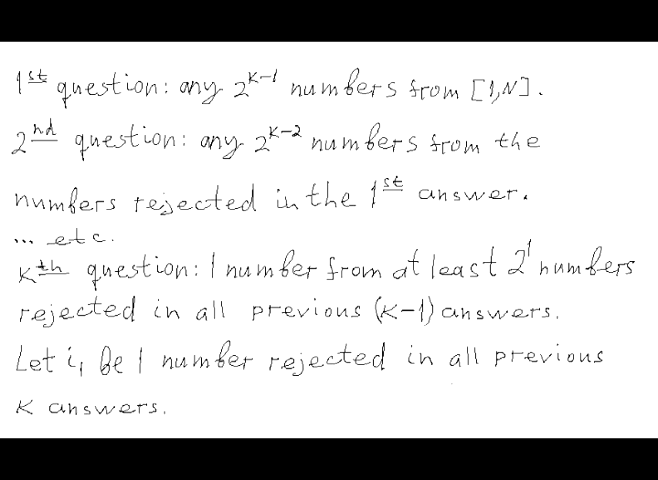 1st question: any 2^{k-1} numbers from [1,N].
2nd question: any 2^{k-2} numbers from the
numbers rejected in the 1st answer.
... etc.
kth question: 1 number from at least 2^1 numbers
rejected in all previous (k-1) answers.
Let i_1 be 1 number rejected in all previous
k answers.